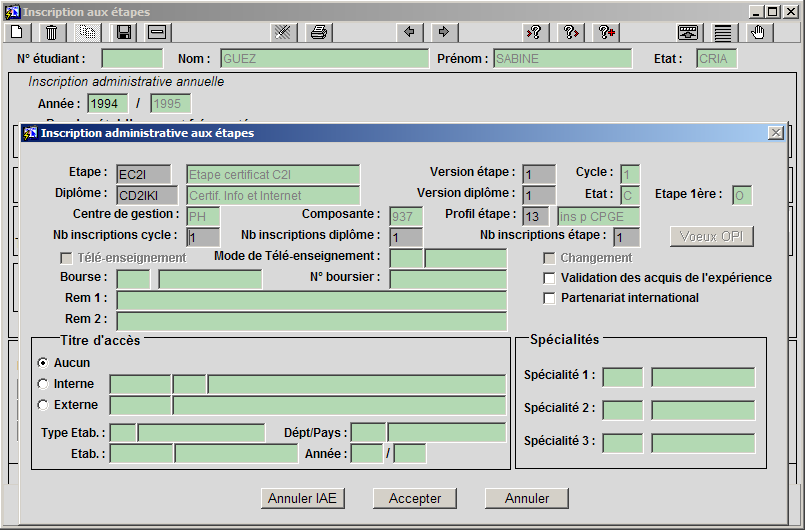 Inscription aux étapes
N° étudiant : Nom : GUEZ Prénom : SABINE Etat : CRIA
Inscription administrative annuelle
Année : 1994 / 1995
Inscription administrative aux étapes
Etape : EC2I Etape certificat C2I Version étape : 1 Cycle : 1
Diplôme : CD2IKI Certif. Info et Internet Version diplôme : 1 Etat : C Etape 1ère : O
Centre de gestion : PH Composante : 937 Profil étape : 13 ins p CPGE
Nb inscriptions cycle : 1 Nb inscriptions diplôme : 1 Nb inscriptions étape : 1 Voeux OPI
Télé-enseignement Mode de Télé-enseignement : Changement
Bourse : N° boursier : Validation des acquis de l'expérience
Rem 1 : Partenariat international
Rem 2 :
Titre d'accès Spécialités
Aucun
Interne Spécialité 1 :
Externe Spécialité 2 :
Type Etab. : Dépt/Pays : Spécialité 3 :
Etab. : Année : /
Annuler IAE Accepter Annuler